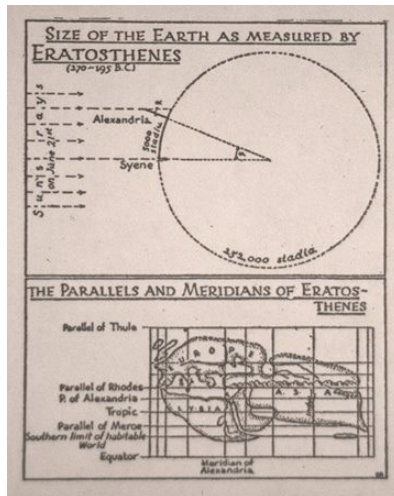 SIZE OF THE EARTH AS MEASURED BY
ERATOSTHENES
(270-195 B.C.)
Sun's rays
on June 21st
Alexandria
5000
stadia
Syene
252,000 stadia
THE PARALLELS AND MERIDIANS OF ERATOS-
THENES
Parallel of Thule
EUROPE
Parallel of Rhodes
P. of Alexandria
ASIA
Tropic
LYBIA
Parallel of Meroe
Southern limit of habitable
World
Equator
Meridian of
Alexandria